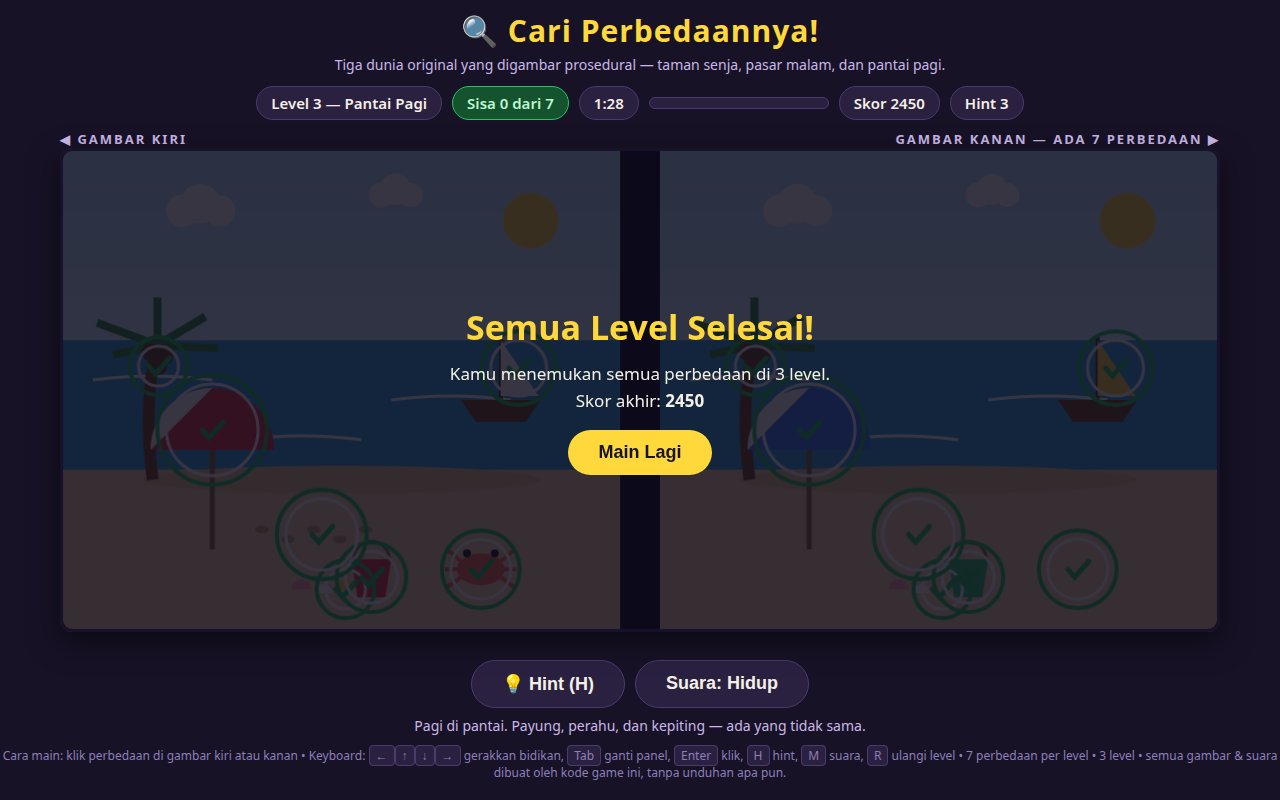 🔍 Cari Perbedaannya!
Tiga dunia original yang digambar prosedural — taman senja, pasar malam, dan pantai pagi.
Level 3 — Pantai Pagi
Sisa 0 dari 7
1:28
Skor 2450
Hint 3
◀ GAMBAR KIRI
GAMBAR KANAN — ADA 7 PERBEDAAN ▶
Semua Level Selesai!
Kamu menemukan semua perbedaan di 3 level.
Skor akhir: 2450
Main Lagi
💡 Hint (H)
Suara: Hidup
Pagi di pantai. Payung, perahu, dan kepiting — ada yang tidak sama.
Cara main: klik perbedaan di gambar kiri atau kanan • Keyboard: ← ↑ ↓ → gerakkan bidikan, Tab ganti panel, Enter klik, H hint, M suara, R ulangi level • 7 perbedaan per level • 3 level • semua gambar & suara
dibuat oleh kode game ini, tanpa unduhan apa pun.